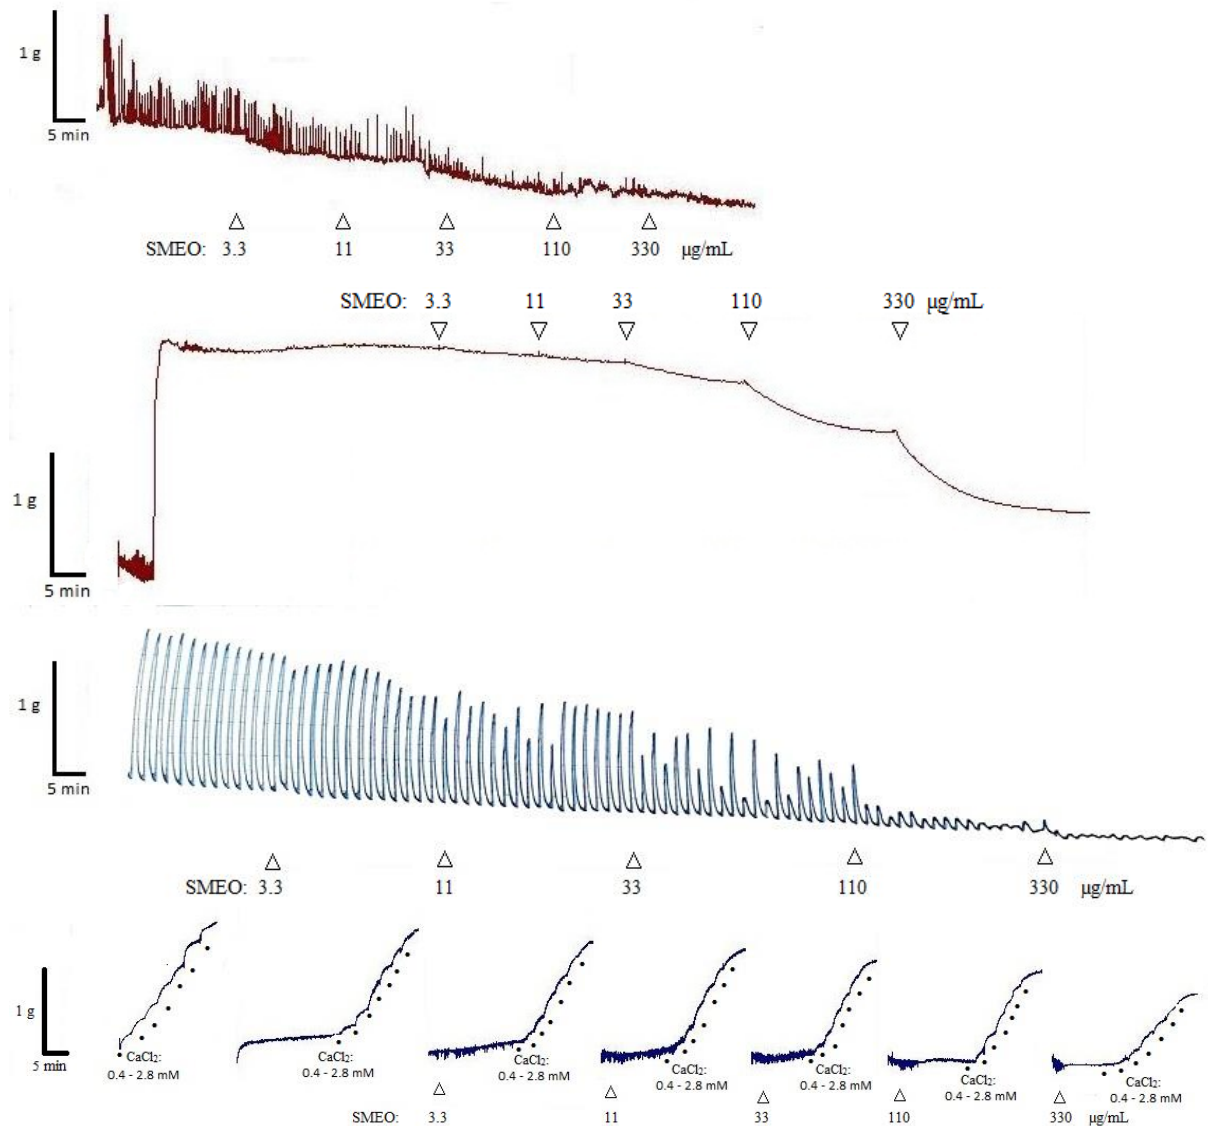 1 g
5 min
SMEO: 3.3 11 33 110 330 µg/mL
SMEO: 3.3 11 33 110 330 µg/mL
1 g
5 min
1 g
5 min
SMEO: 3.3 11 33 110 330 µg/mL
1 g
5 min
CaCl₂: CaCl₂: CaCl₂: CaCl₂: CaCl₂: CaCl₂: CaCl₂:
0.4 - 2.8 mM 0.4 - 2.8 mM 0.4 - 2.8 mM 0.4 - 2.8 mM 0.4 - 2.8 mM 0.4 - 2.8 mM 0.4 - 2.8 mM
SMEO: 3.3 11 33 110 330 µg/mL